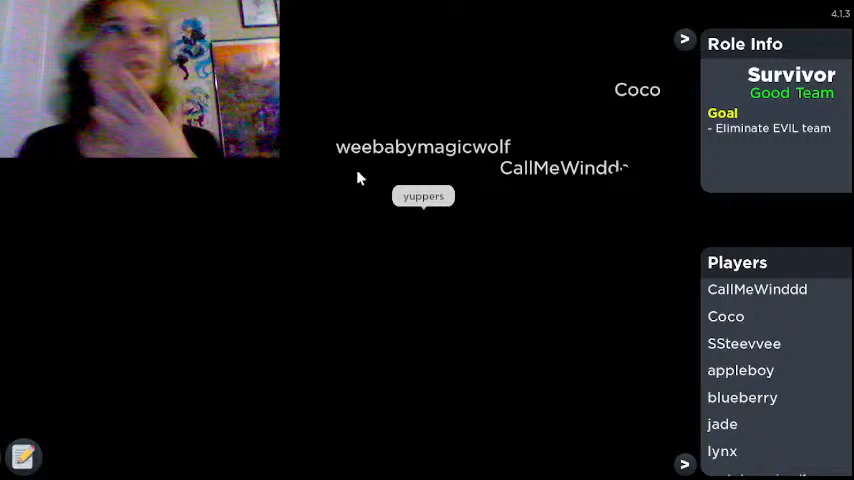 4.1.3
>
Role Info
Survivor
Good Team
Goal
- Eliminate EVIL team
Coco
weebabymagicwolf
yuppers
Players
CallMeWinddd
Coco
SSteevvee
appleboy
blueberry
jade
lynx
>